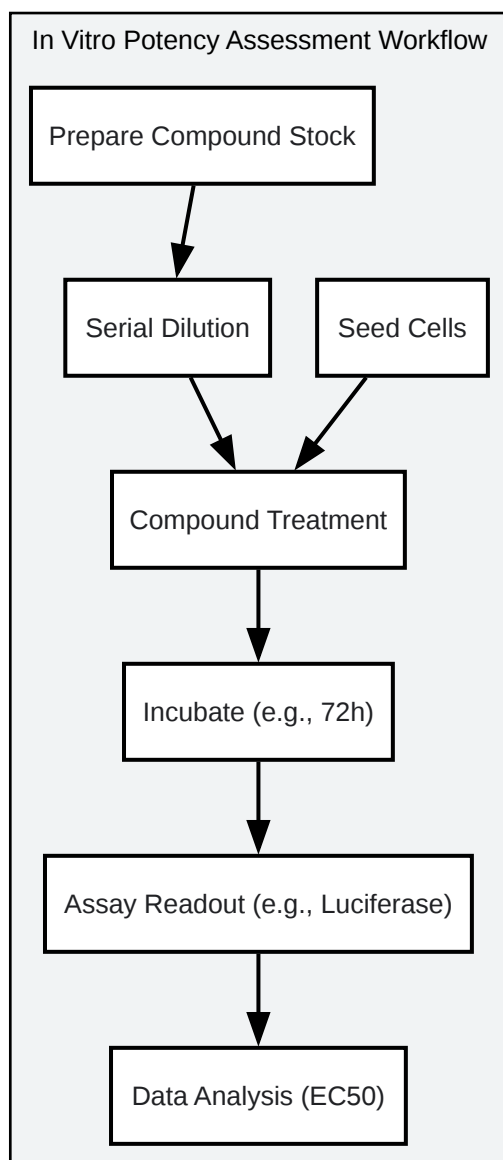 In Vitro Potency Assessment Workflow
Prepare Compound Stock
Serial Dilution
Seed Cells
Compound Treatment
Incubate (e.g., 72h)
Assay Readout (e.g., Luciferase)
Data Analysis (EC50)